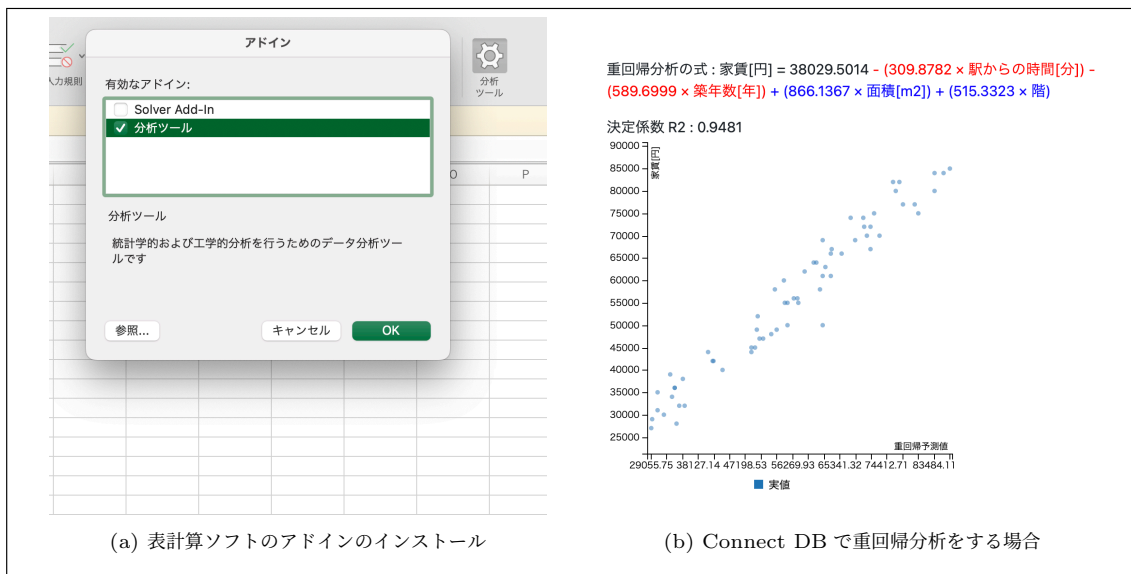 アドイン
有効なアドイン:
Solver Add-In
分析ツール
分析ツール
統計学的および工学的分析を行うためのデータ分析ツー
ルです
参照...
キャンセル
OK
入力規則
分析
ツール
O
P
(a) 表計算ソフトのアドインのインストール
重回帰分析の式 : 家賃[円] = 38029.5014 - (309.8782 × 駅からの時間[分]) -
(589.6999 × 築年数[年]) + (866.1367 × 面積[m2]) + (515.3323 × 階)
決定係数 R2 : 0.9481
家賃[円]
90000
85000
80000
75000
70000
65000
60000
55000
50000
45000
40000
35000
30000
25000
重回帰予測値
29055.75 38127.14 47198.53 56269.93 65341.32 74412.71 83484.11
実値
(b) Connect DB で重回帰分析をする場合